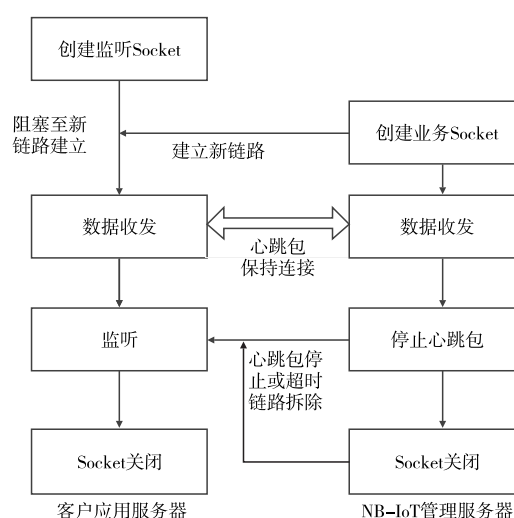 创建监听Socket
阻塞至新
链路建立
创建业务Socket
建立新链路
数据收发
数据收发
心跳包
保持连接
监听
停止心跳包
心跳包停
止或超时
链路拆除
Socket关闭
Socket关闭
客户应用服务器
NB-IoT管理服务器